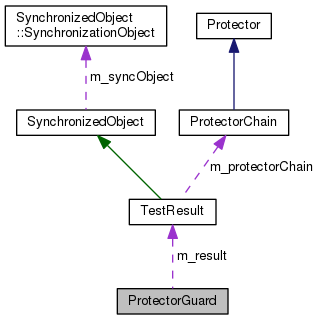 SynchronizedObject
::SynchronizationObject
Protector
m_syncObject
SynchronizedObject
ProtectorChain
m_protectorChain
TestResult
m_result
ProtectorGuard